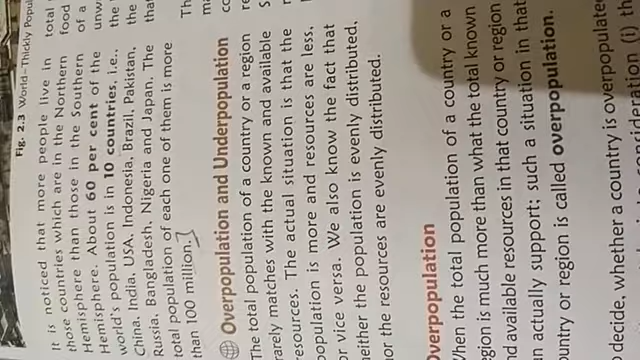 Fig. 2.3 World-Thickly
It is noticed that more people live in
those countries which are in the Northern
Hemisphere than those in the Southern
Hemisphere. About 60 per cent of the
world's population is in 10 countries, i.e.,
China, India, USA, Indonesia, Brazil, Pakistan,
Russia, Bangladesh, Nigeria and Japan. The
total population of each one of them is more
than 100 million.
total
food
of a
the
the
Overpopulation and Underpopulation
The total population of a country or a region
rarely matches with the known and available
resources. The actual situation is that the
population is more and resources are less,
or vice versa. We also know the fact that
neither the population is evenly distributed,
nor the resources are evenly distributed.
Overpopulation
When the total population of a country or a
region is much more than what the total known
and available resources in that country or region
can actually support; such a situation in that
country or region is called overpopulation.
To decide, whether a country is overpopulated
consideration (i)